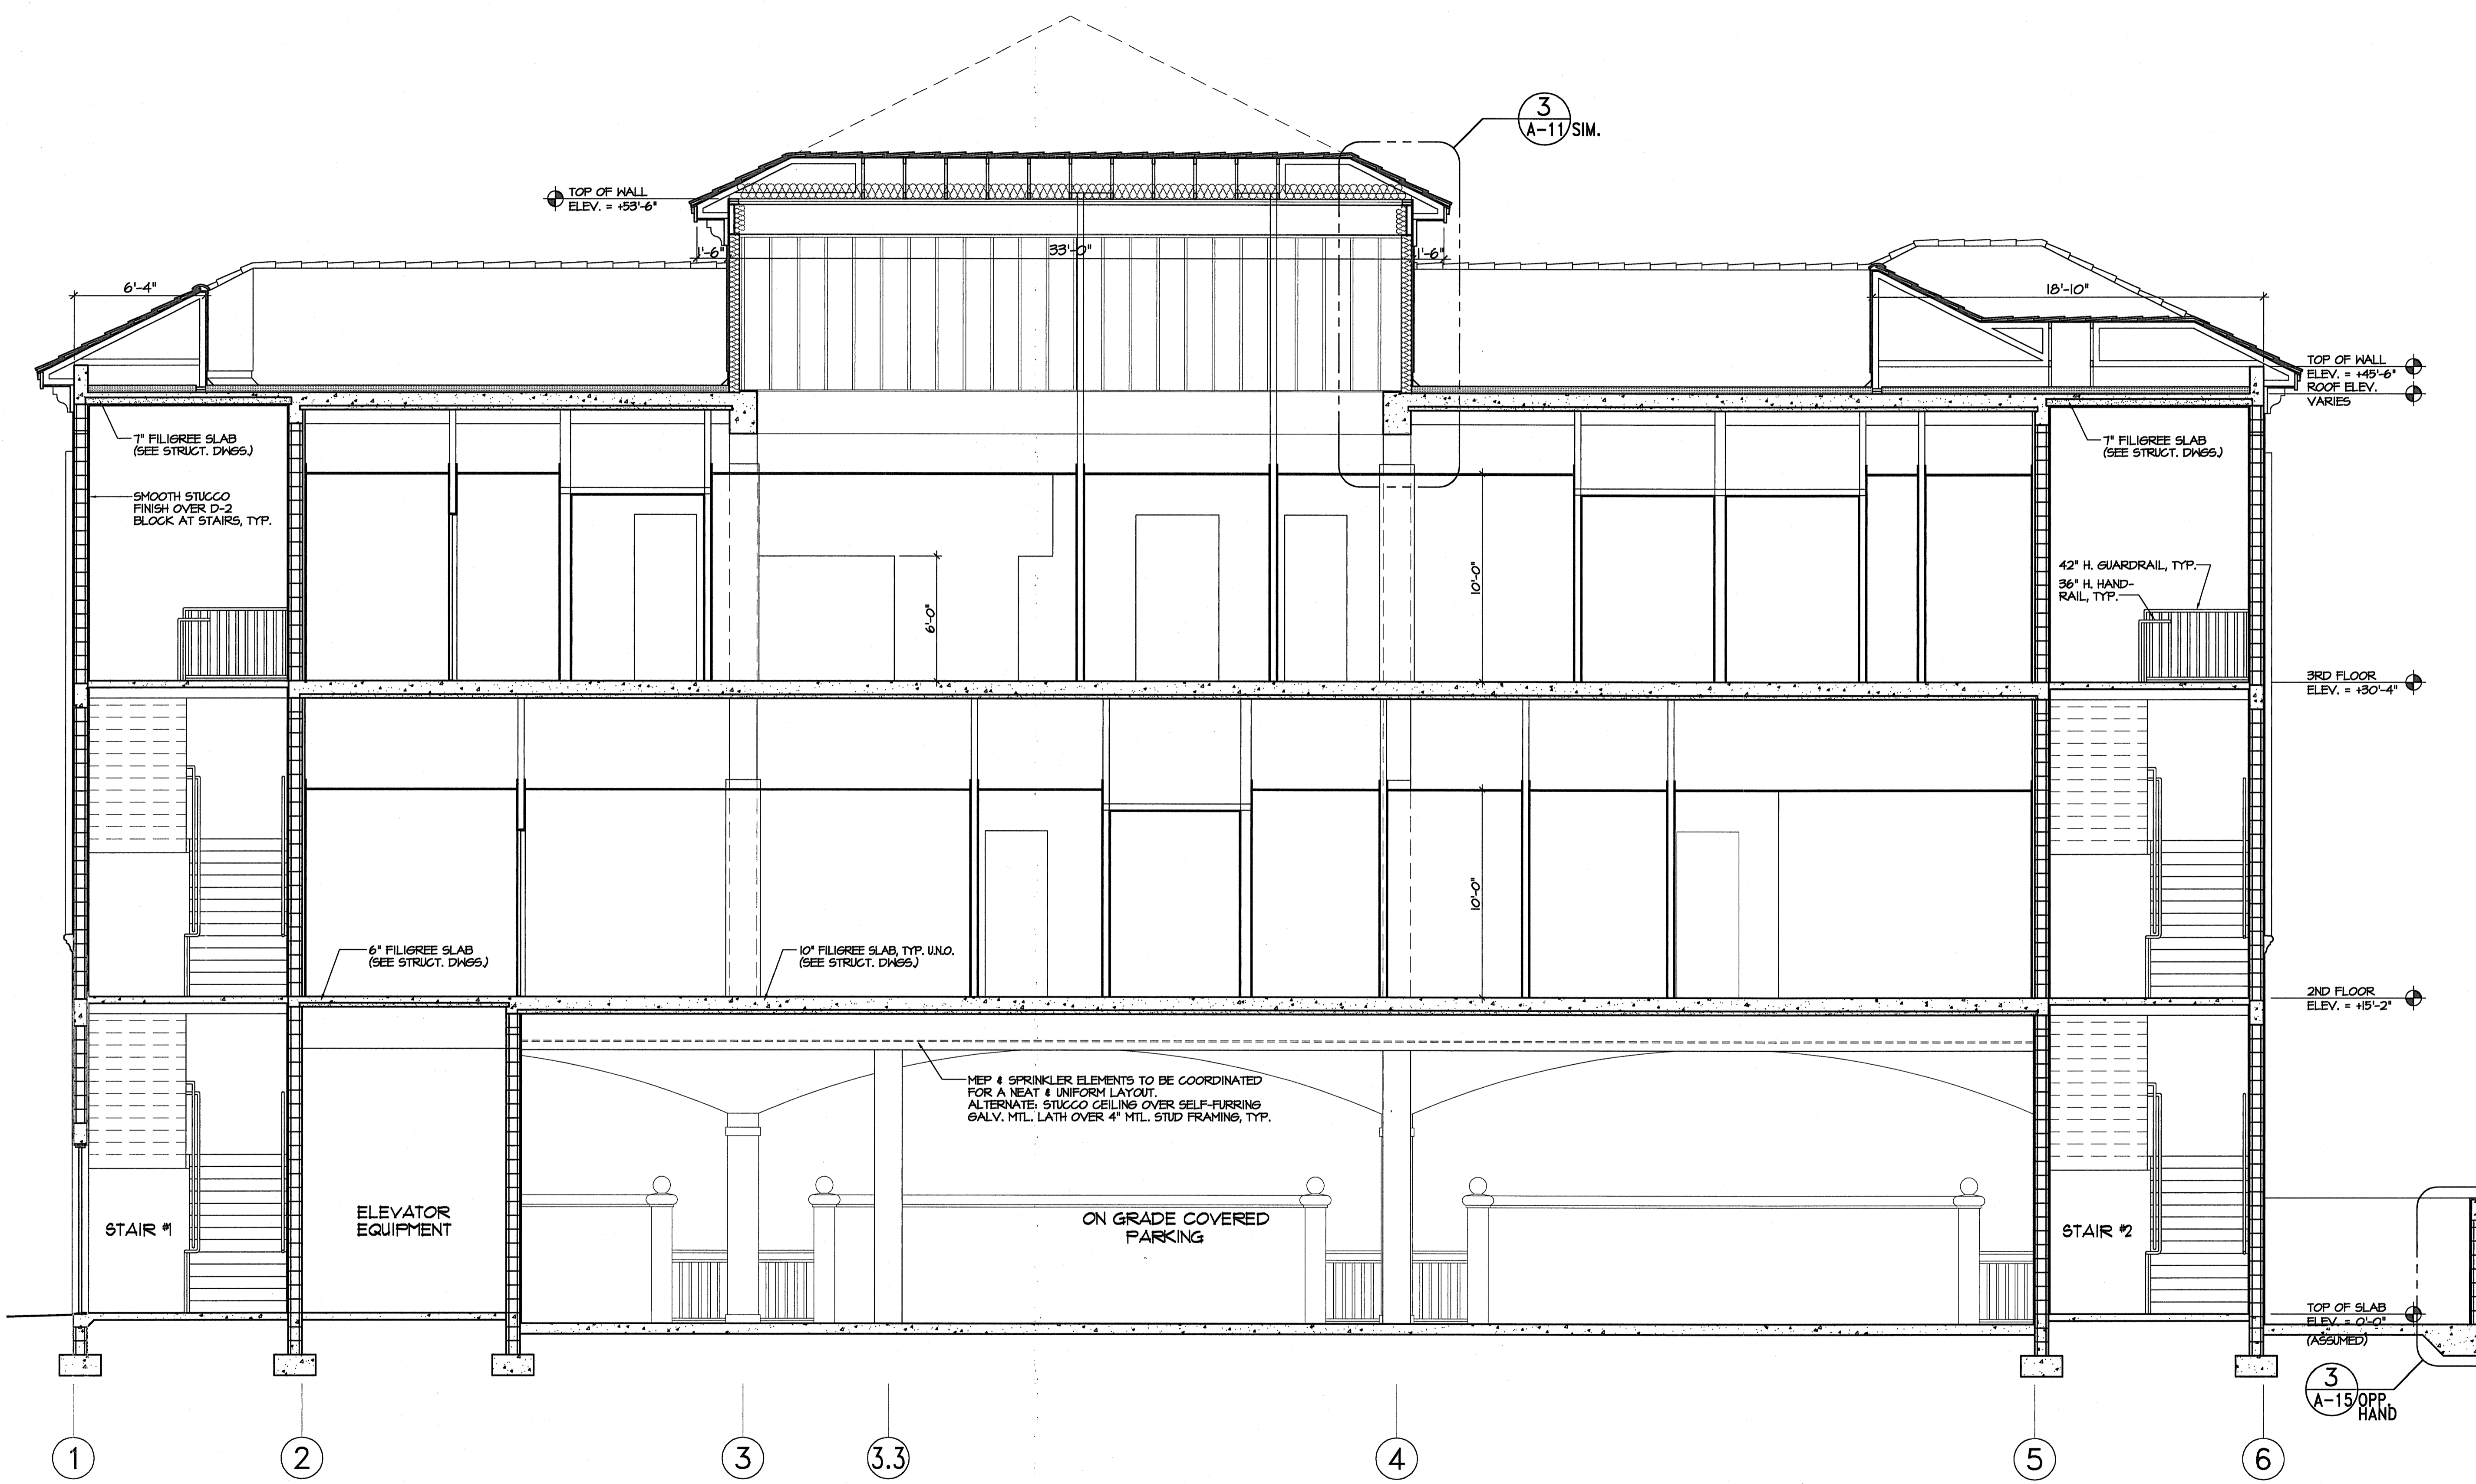 3
A-11 SIM.
TOP OF WALL
ELEV. = +53'-6"
1'-6"
33'-0"
1'-6"
6'-4"
18'-10"
TOP OF WALL
ELEV. = +45'-6"
ROOF ELEV.
VARIES
7" FILIGREE SLAB
(SEE STRUCT. DWGS.)
7" FILIGREE SLAB
(SEE STRUCT. DWGS.)
SMOOTH STUCCO
FINISH OVER D-2
BLOCK AT STAIRS, TYP.
6'-0"
10'-0"
42" H. GUARDRAIL, TYP.
36" H. HAND-
RAIL, TYP.
3RD FLOOR
ELEV. = +30'-4"
10'-0"
6" FILIGREE SLAB
(SEE STRUCT. DWGS.)
10" FILIGREE SLAB, TYP. U.N.O.
(SEE STRUCT. DWGS.)
2ND FLOOR
ELEV. = +15'-2"
MEP & SPRINKLER ELEMENTS TO BE COORDINATED
FOR A NEAT & UNIFORM LAYOUT.
ALTERNATE: STUCCO CEILING OVER SELF-FURRING
GALV. MTL. LATH OVER 4" MTL. STUD FRAMING, TYP.
STAIR #1
ELEVATOR
EQUIPMENT
ON GRADE COVERED
PARKING
STAIR #2
TOP OF SLAB
ELEV. = 0'-0"
(ASSUMED)
3
A-15 OPP.
HAND
1 2 3 3.3 4 5 6